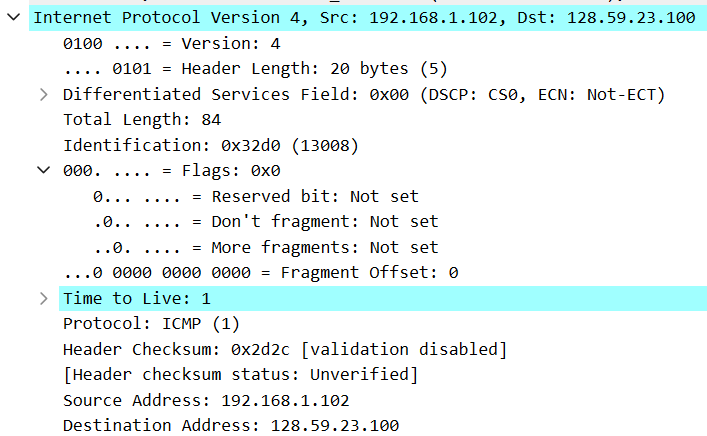 Internet Protocol Version 4, Src: 192.168.1.102, Dst: 128.59.23.100
0100 .... = Version: 4
.... 0101 = Header Length: 20 bytes (5)
Differentiated Services Field: 0x00 (DSCP: CS0, ECN: Not-ECT)
Total Length: 84
Identification: 0x32d0 (13008)
000. .... = Flags: 0x0
0... .... = Reserved bit: Not set
.0.. .... = Don't fragment: Not set
..0. .... = More fragments: Not set
...0 0000 0000 0000 = Fragment Offset: 0
Time to Live: 1
Protocol: ICMP (1)
Header Checksum: 0x2d2c [validation disabled]
[Header checksum status: Unverified]
Source Address: 192.168.1.102
Destination Address: 128.59.23.100